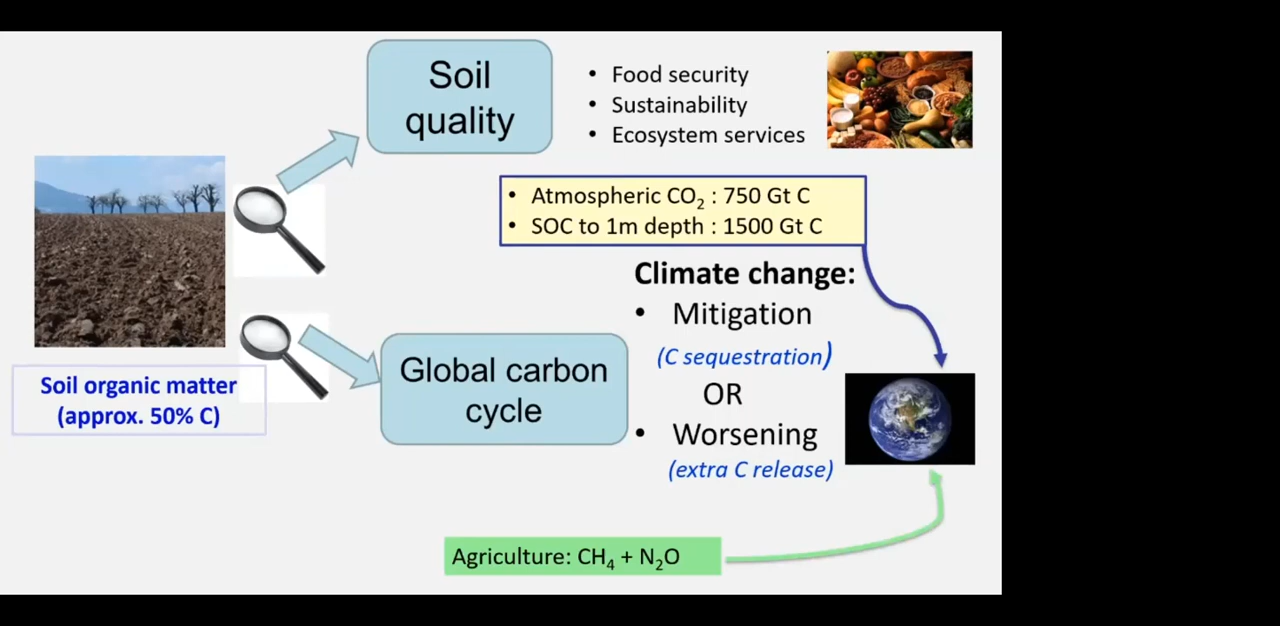 Soil
quality
• Food security
• Sustainability
• Ecosystem services
• Atmospheric CO₂ : 750 Gt C
• SOC to 1m depth : 1500 Gt C
Soil organic matter
(approx. 50% C)
Global carbon
cycle
Climate change:
• Mitigation
(C sequestration)
OR
• Worsening
(extra C release)
Agriculture: CH₄ + N₂O